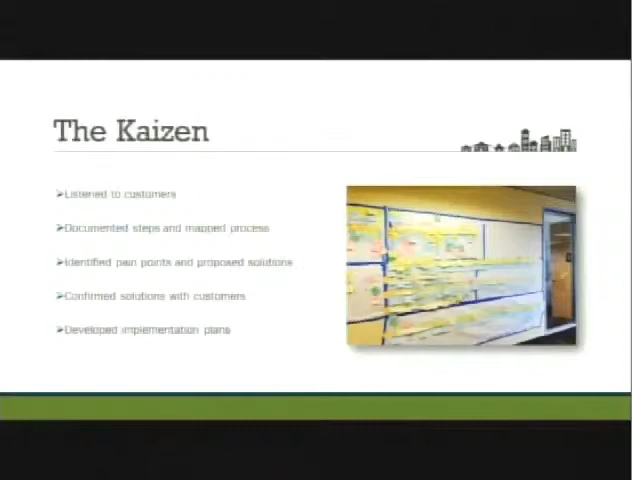 The Kaizen
➢Listened to customers
➢Documented steps and mapped process
➢Identified pain points and proposed solutions
➢Confirmed solutions with customers
➢Developed implementation plans